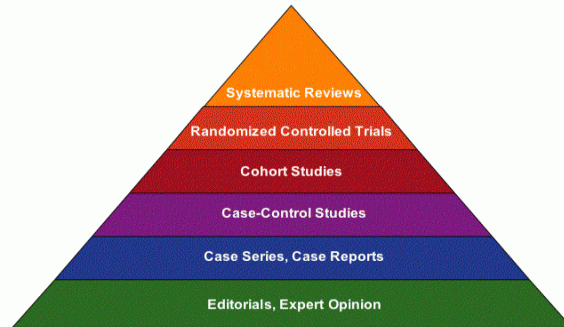 Systematic Reviews
Randomized Controlled Trials
Cohort Studies
Case-Control Studies
Case Series, Case Reports
Editorials, Expert Opinion